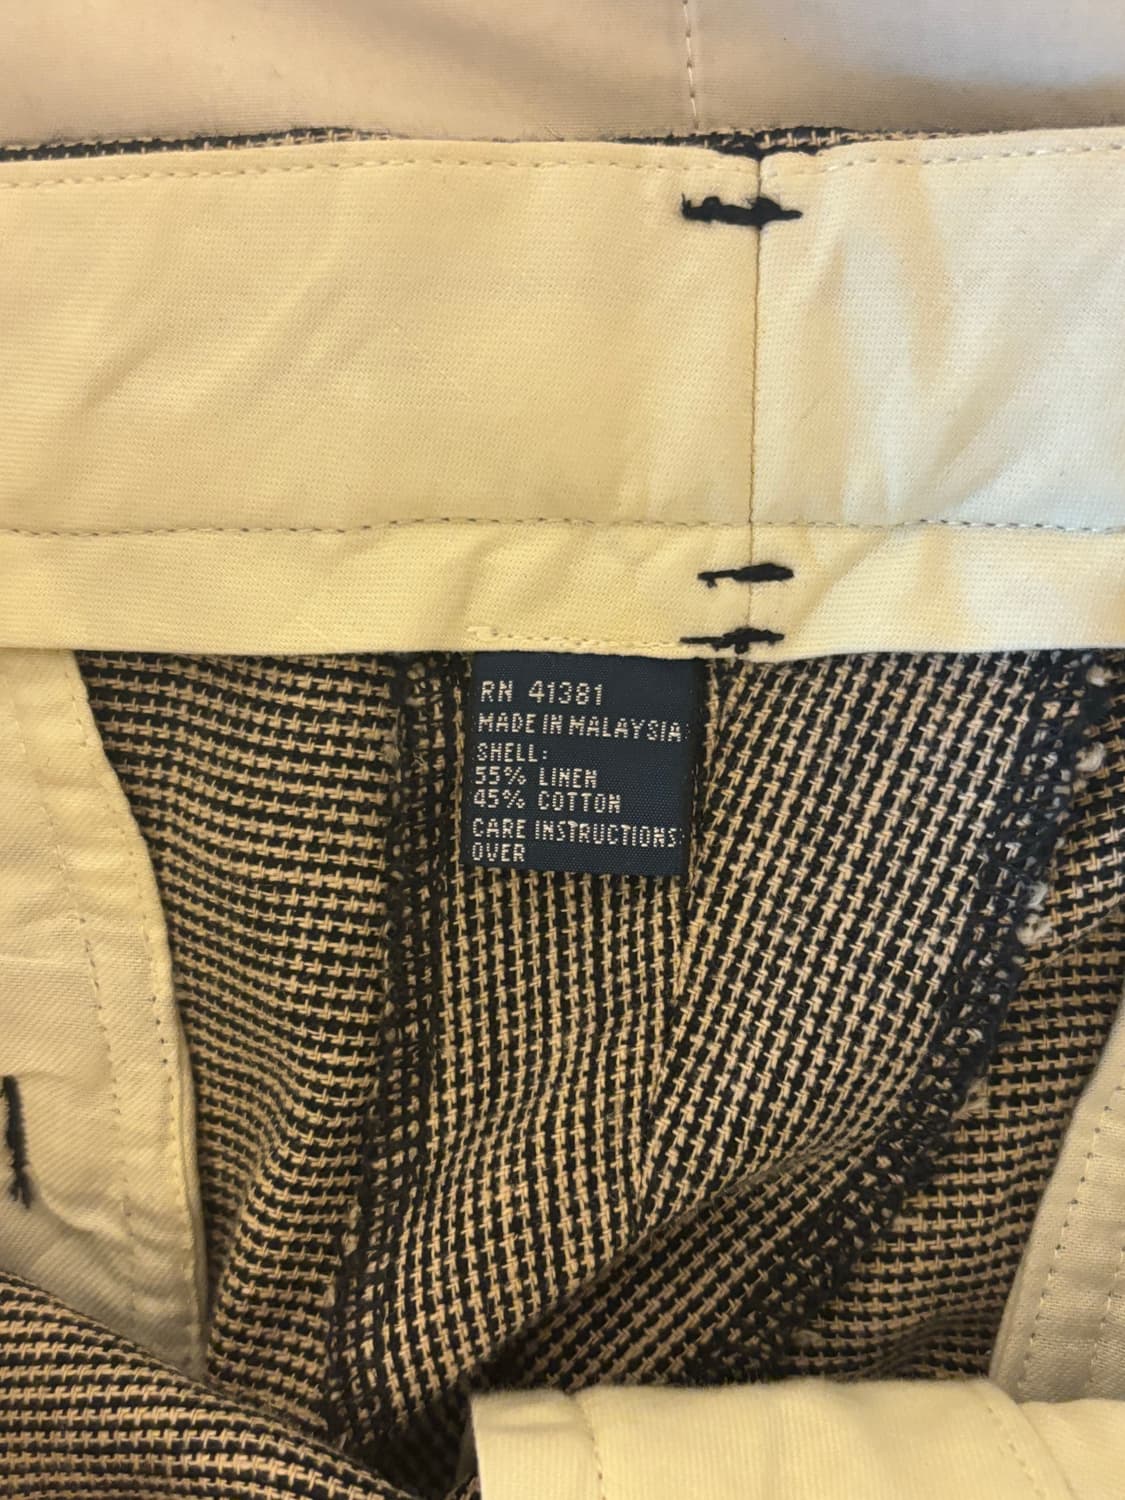 RN 41381
MADE IN MALAYSIA
SHELL:
55% LINEN
45% COTTON
CARE INSTRUCTIONS
OVER